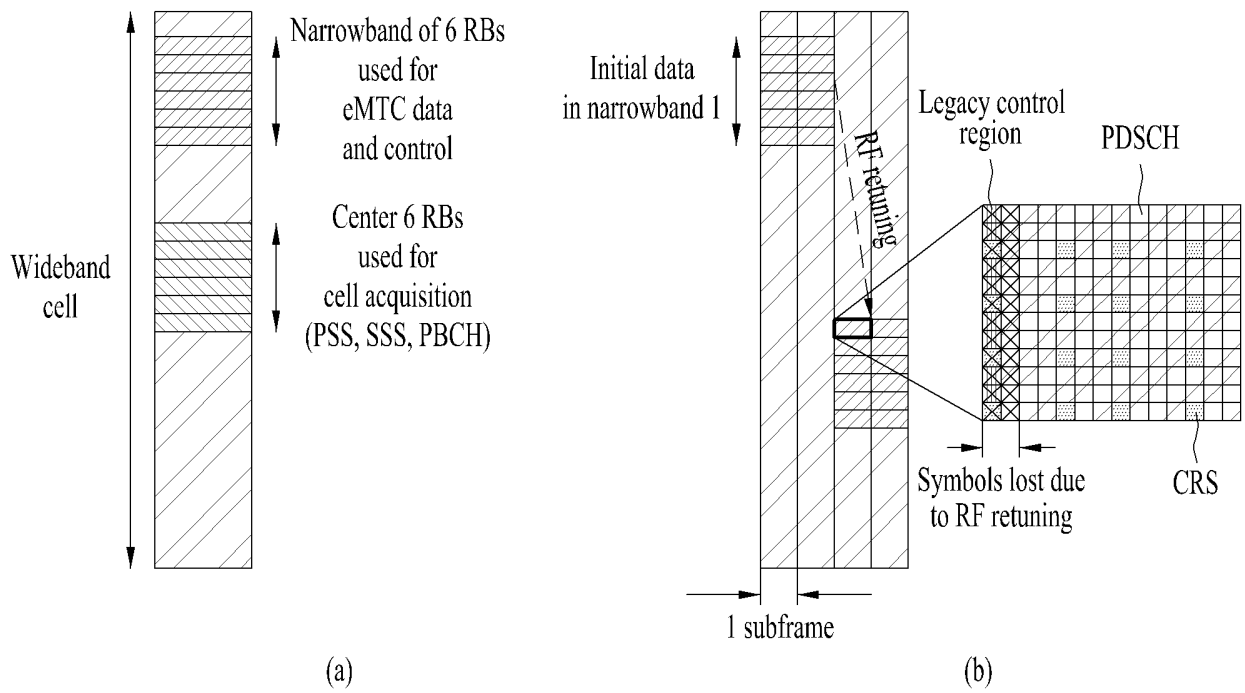 Wideband
cell
Narrowband of 6 RBs
used for
eMTC data
and control
Center 6 RBs
used for
cell acquisition
(PSS, SSS, PBCH)
(a)
Initial data
in narrowband 1
RF retuning
Legacy control
region
PDSCH
Symbols lost due
to RF retuning
CRS
1 subframe
(b)